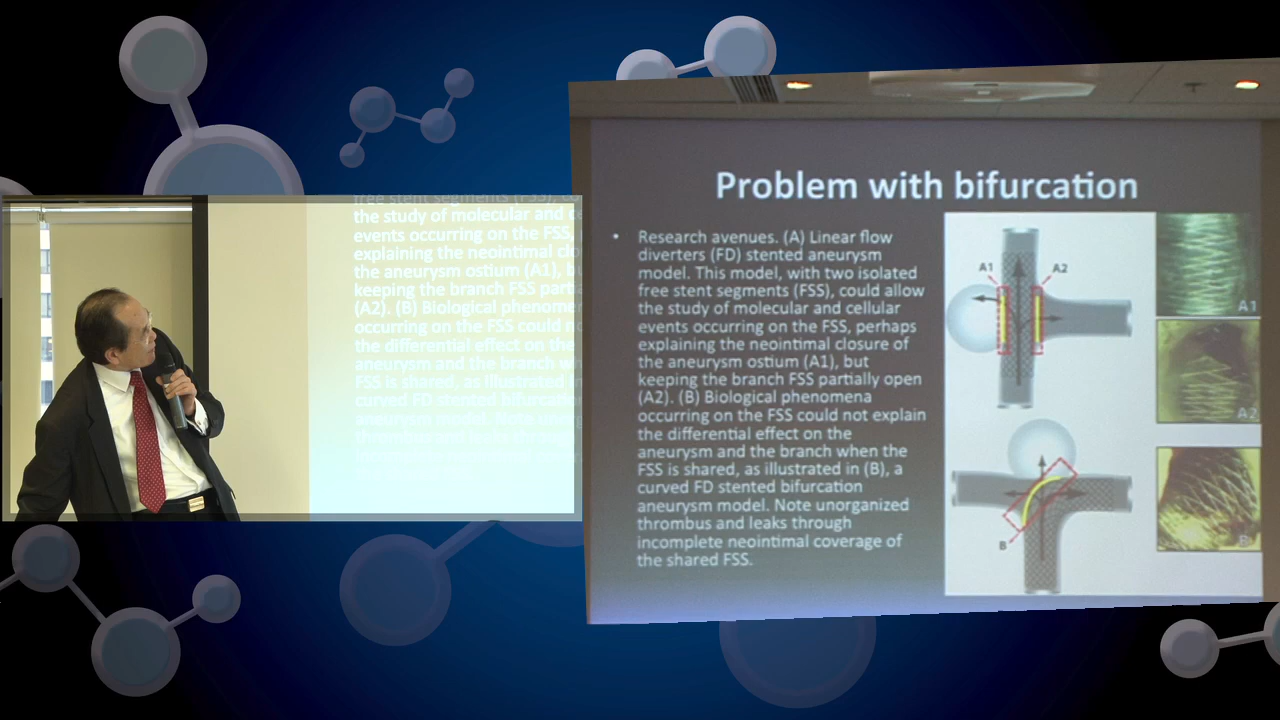 free stent segments (FSS),
the study of molecular and
events occurring on the FSS,
explaining the neointimal
the aneurysm ostium (A1),
keeping the branch FSS
(A2). (B) Biological
occurring on the FSS could
the differential effect on the
aneurysm and the branch
FSS is shared, as illustrated
curved FD stented
Problem with bifurcation
• Research avenues. (A) Linear flow
diverters (FD) stented aneurysm
model. This model, with two isolated
free stent segments (FSS), could allow
the study of molecular and cellular
events occurring on the FSS, perhaps
explaining the neointimal closure of
the aneurysm ostium (A1), but
keeping the branch FSS partially open
(A2). (B) Biological phenomena
occurring on the FSS could not explain
the differential effect on the
aneurysm and the branch when the
FSS is shared, as illustrated in (B), a
curved FD stented bifurcation
aneurysm model. Note unorganized
thrombus and leaks through
incomplete neointimal coverage of
the shared FSS.
A1 A2
B
A1
A2
B